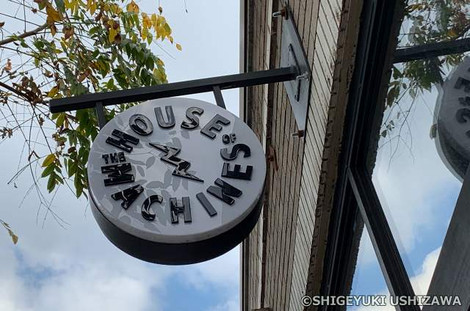 THE
HOUSE
OF
MACHINES
©SHIGEYUKI USHIZAWA